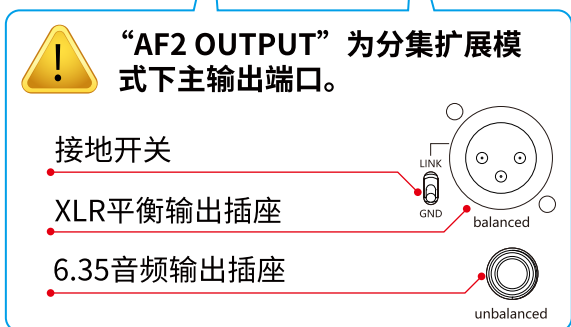 “AF2 OUTPUT”为分集扩展模
式下主输出端口。
接地开关
LINK
GND
XLR平衡输出插座
balanced
6.35音频输出插座
unbalanced